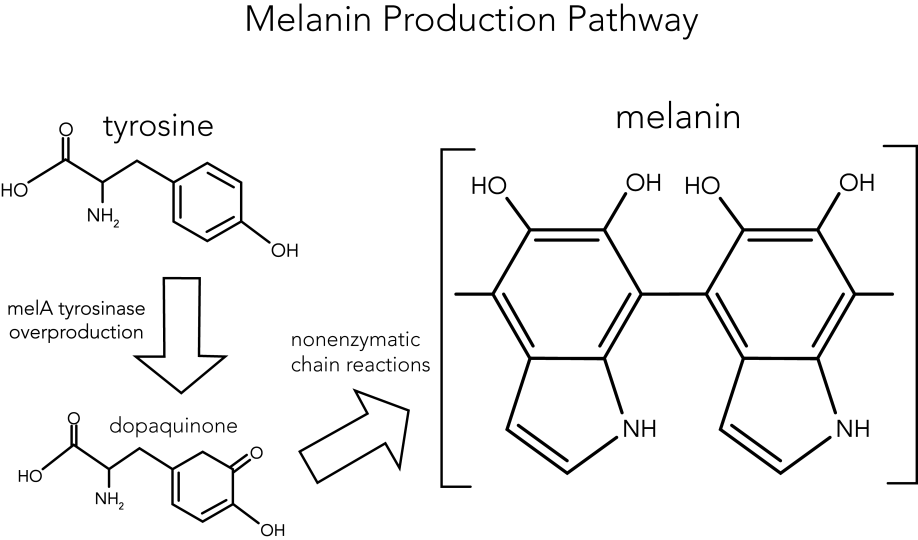 Melanin Production Pathway
tyrosine
O
HO
NH2
OH
melA tyrosinase
overproduction
dopaquinone
O
HO
NH2
O
OH
nonenzymatic
chain reactions
melanin
HO
OH
HO
OH
NH
NH